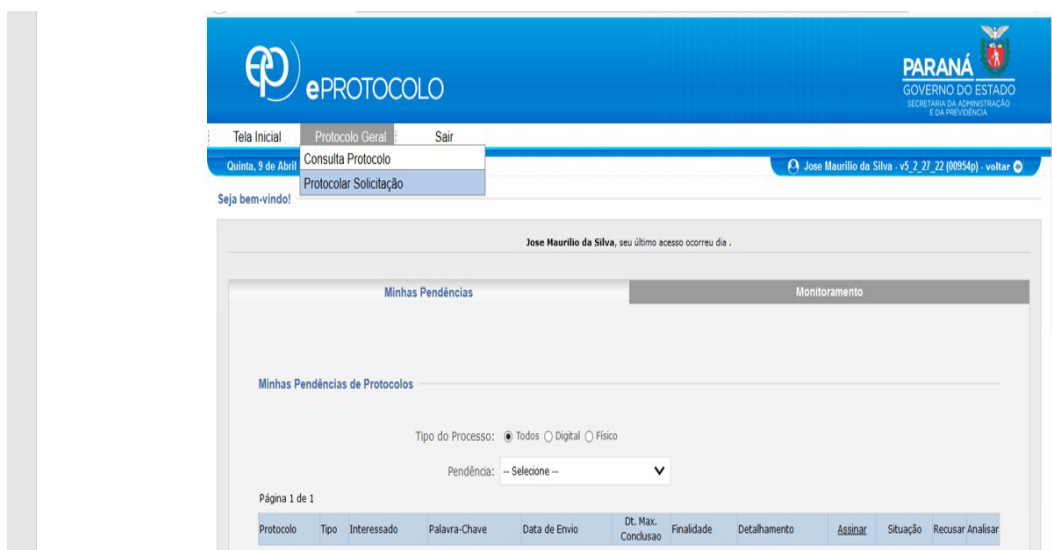 ep ePROTOCOLO
PARANÁ
GOVERNO DO ESTADO
SECRETARIA DA ADMINISTRAÇÃO
E DA PREVIDÊNCIA
Tela Inicial Protocolo Geral Sair
Consulta Protocolo
Protocolar Solicitação
Quinta, 9 de Abril
Jose Maurilio da Silva - v5_2_27_22 (00954p) - voltar
Seja bem-vindo!
Jose Maurilio da Silva, seu último acesso ocorreu dia .
Minhas Pendências Monitoramento
Minhas Pendências de Protocolos
Tipo do Processo: Todos Digital Físico
Pendência: -- Selecione --
Página 1 de 1
Protocolo Tipo Interessado Palavra-Chave Data de Envio Dt. Max. Conclusao Finalidade Detalhamento Assinar Situação Recusar Analisar